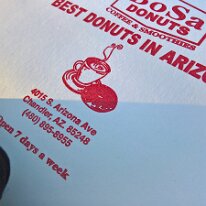 BoSa
DONUTS
COFFEE & SMOOTHIES
BEST DONUTS IN ARIZO
4015 S. Arizona Ave
Chandler, AZ. 85248
(480) 895-8955
Open 7 days a week